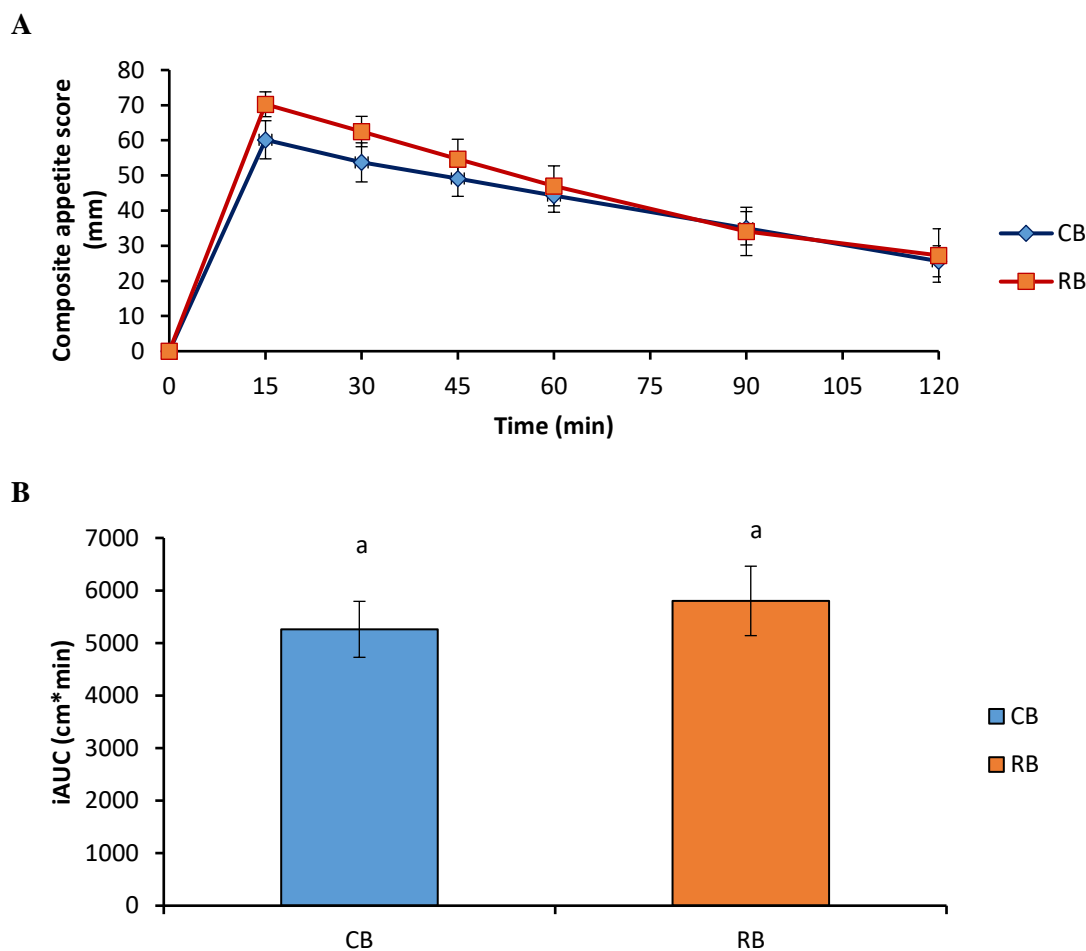 A
Composite appetite score
(mm)
80
70
60
50
40
30
20
10
0
0 15 30 45 60 75 90 105 120
Time (min)
CB
RB
B
iAUC (cm*min)
7000
6000
5000
4000
3000
2000
1000
0
a a
CB RB
CB
RB